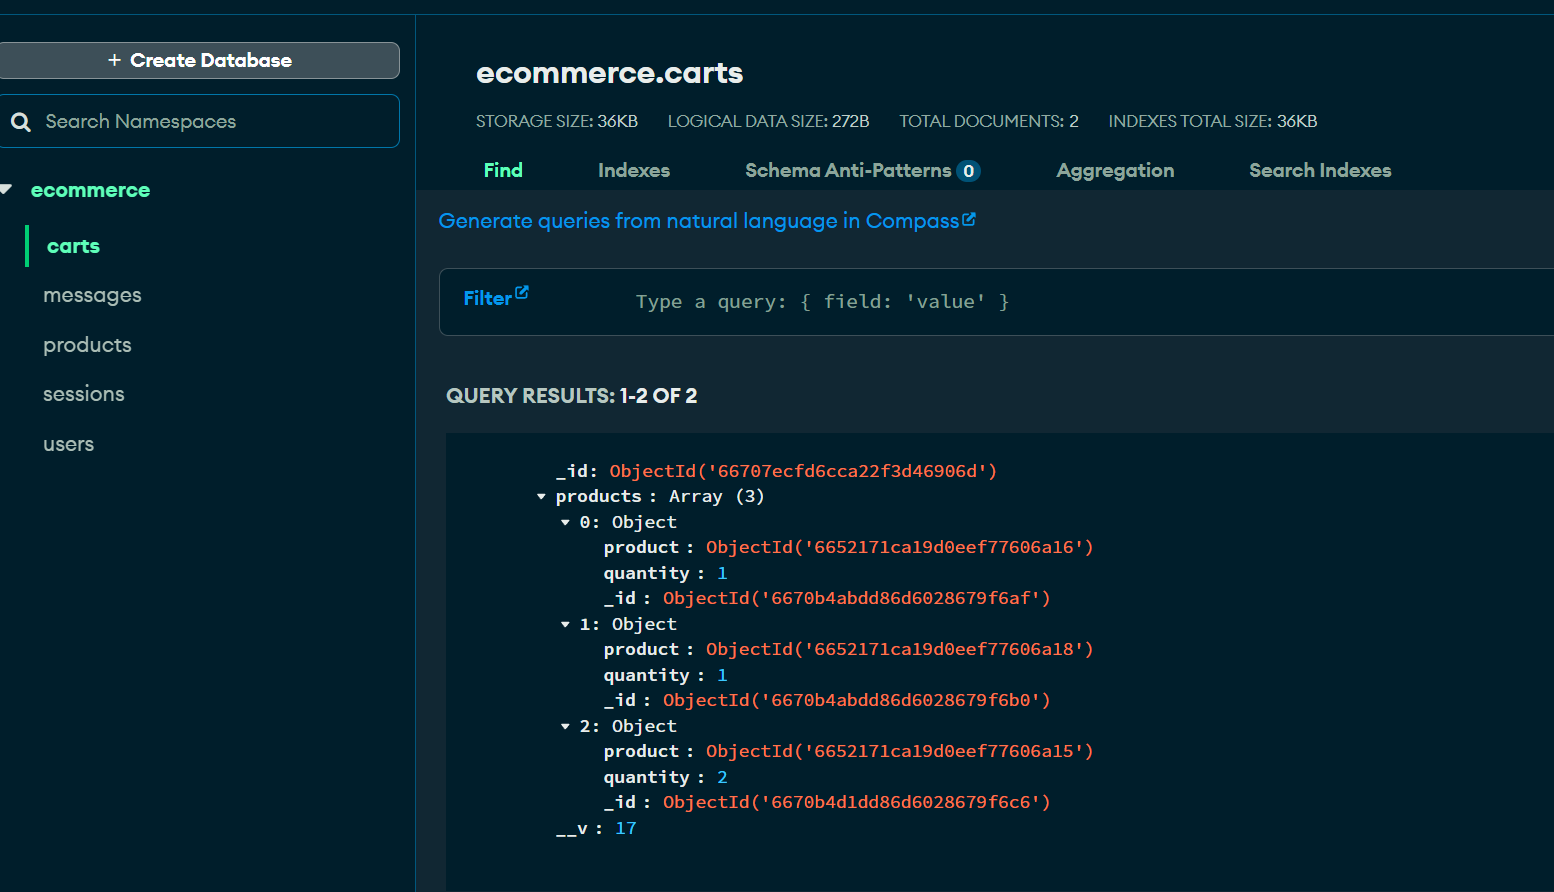 + Create Database
Search Namespaces
ecommerce
carts
messages
products
sessions
users
ecommerce.carts
STORAGE SIZE: 36KB LOGICAL DATA SIZE: 272B TOTAL DOCUMENTS: 2 INDEXES TOTAL SIZE: 36KB
Find Indexes Schema Anti-Patterns 0 Aggregation Search Indexes
Generate queries from natural language in Compass
Filter Type a query: { field: 'value' }
QUERY RESULTS: 1-2 OF 2
_id: ObjectId('66707ecfd6cca22f3d46906d')
products : Array (3)
0: Object
product : ObjectId('6652171ca19d0eef77606a16')
quantity : 1
_id : ObjectId('6670b4abdd86d6028679f6af')
1: Object
product : ObjectId('6652171ca19d0eef77606a18')
quantity : 1
_id : ObjectId('6670b4abdd86d6028679f6b0')
2: Object
product : ObjectId('6652171ca19d0eef77606a15')
quantity : 2
_id : ObjectId('6670b4d1dd86d6028679f6c6')
__v : 17